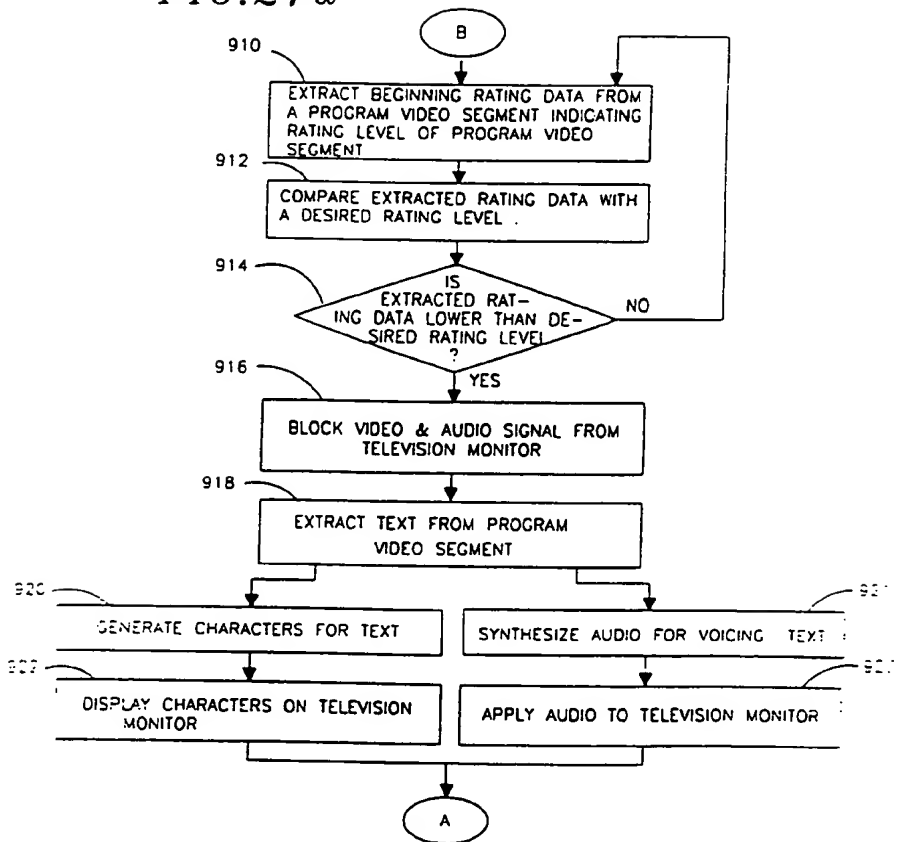 B
910
EXTRACT BEGINNING RATING DATA FROM
A PROGRAM VIDEO SEGMENT INDICATING
RATING LEVEL OF PROGRAM VIDEO
SEGMENT
912
COMPARE EXTRACTED RATING DATA WITH
A DESIRED RATING LEVEL .
914
IS
EXTRACTED RAT-
ING DATA LOWER THAN DE-
SIRED RATING LEVEL
?
NO
YES
916
BLOCK VIDEO & AUDIO SIGNAL FROM
TELEVISION MONITOR
918
EXTRACT TEXT FROM PROGRAM
VIDEO SEGMENT
920
GENERATE CHARACTERS FOR TEXT
SYNTHESIZE AUDIO FOR VOICING TEXT
DISPLAY CHARACTERS ON TELEVISION
MONITOR
APPLY AUDIO TO TELEVISION MONITOR
A